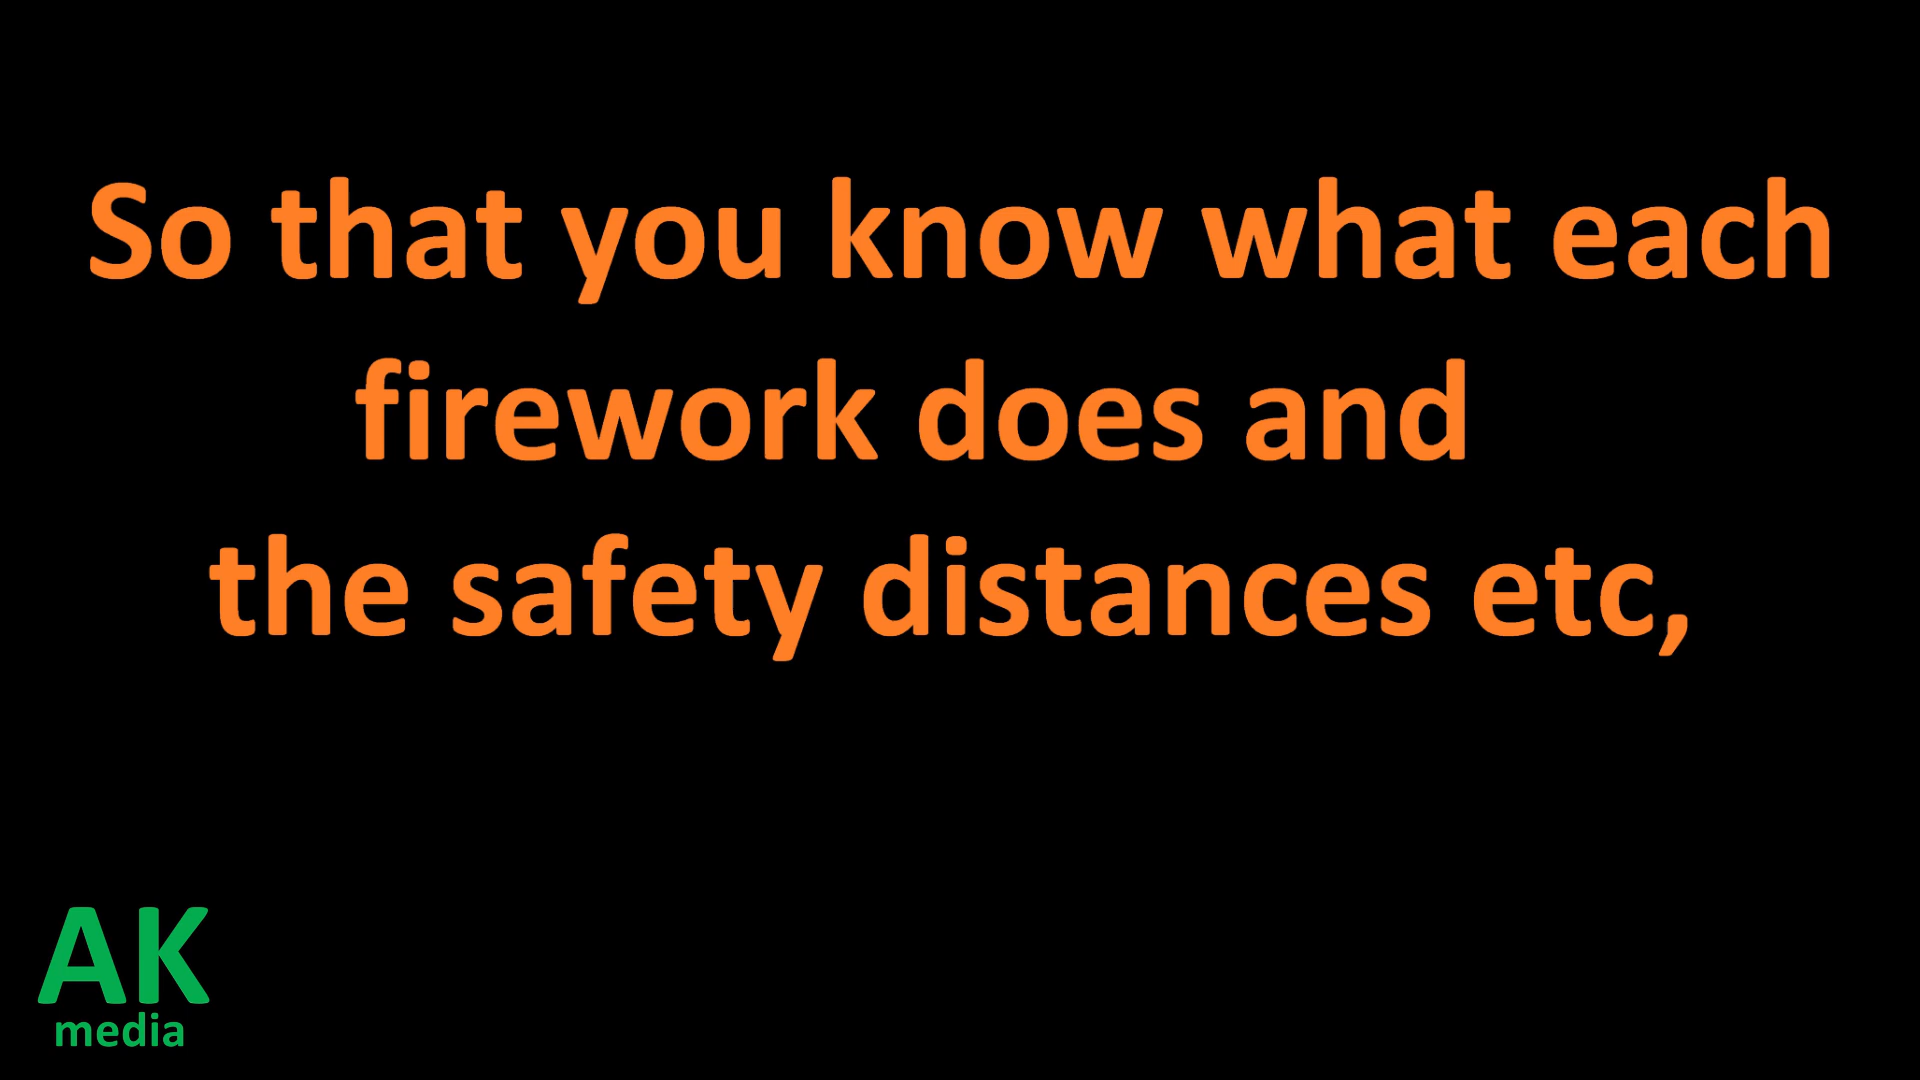 So that you know what each
firework does and
the safety distances etc,
AK
media